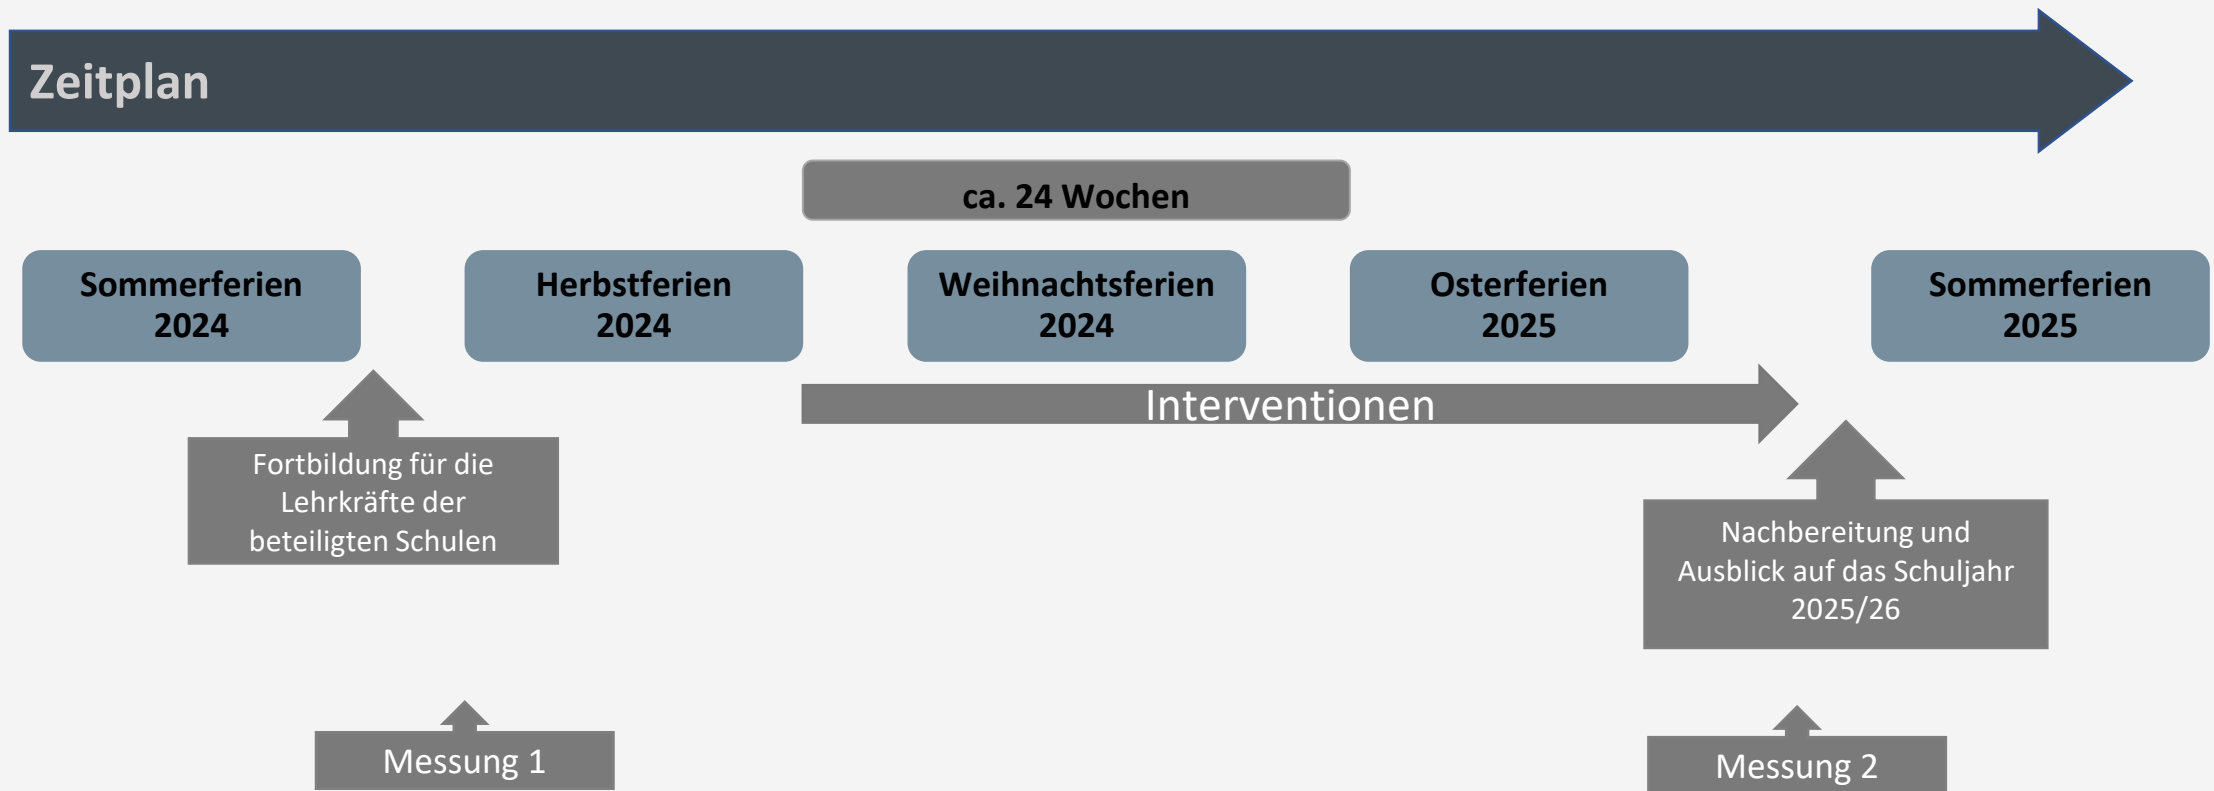 Zeitplan
ca. 24 Wochen
Sommerferien
2024
Herbstferien
2024
Weihnachtsferien
2024
Osterferien
2025
Sommerferien
2025
Interventionen
Fortbildung für die
Lehrkräfte der
beteiligten Schulen
Nachbereitung und
Ausblick auf das Schuljahr
2025/26
Messung 1
Messung 2